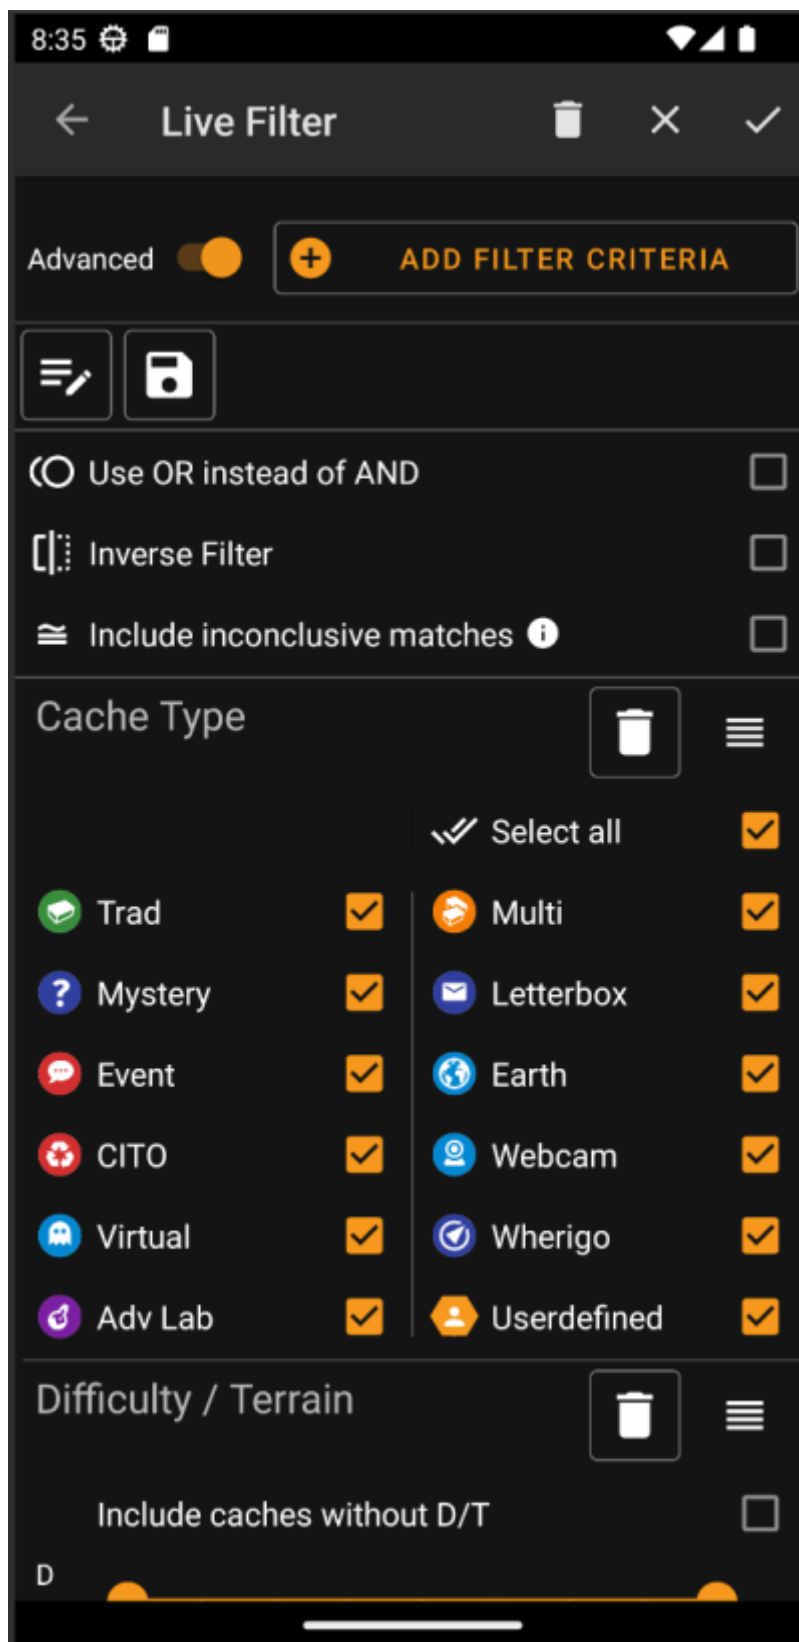 8:35
Live Filter
Advanced
ADD FILTER CRITERIA
Use OR instead of AND
Inverse Filter
Include inconclusive matches
Cache Type
Select all
Trad
Multi
Mystery
Letterbox
Event
Earth
CITO
Webcam
Virtual
Wherigo
Adv Lab
Userdefined
Difficulty / Terrain
Include caches without D/T
D